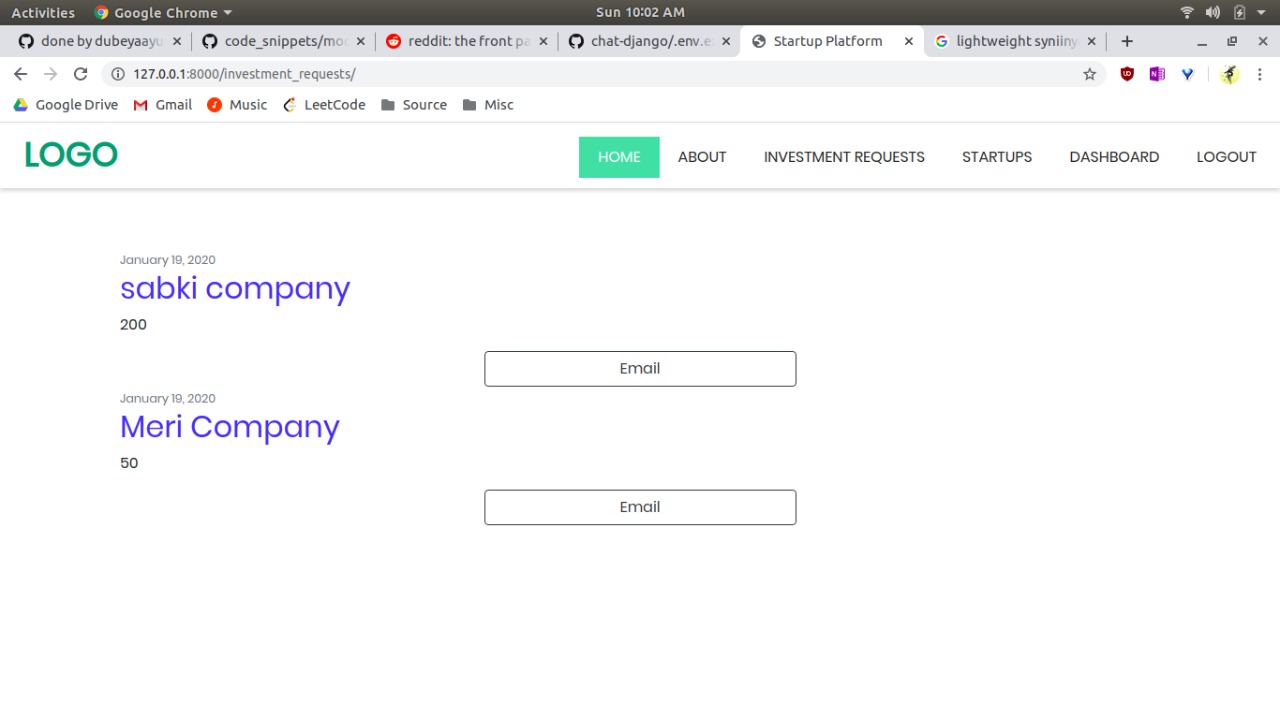 Activities Google Chrome Sun 10:02 AM
done by dubeyaayu code_snippets/mo reddit: the front pa chat-django/.env.e Startup Platform lightweight syniiny
127.0.0.1:8000/investment_requests/
Google Drive Gmail Music LeetCode Source Misc
LOGO HOME ABOUT INVESTMENT REQUESTS STARTUPS DASHBOARD LOGOUT
January 19, 2020
sabki company
200
Email
January 19, 2020
Meri Company
50
Email